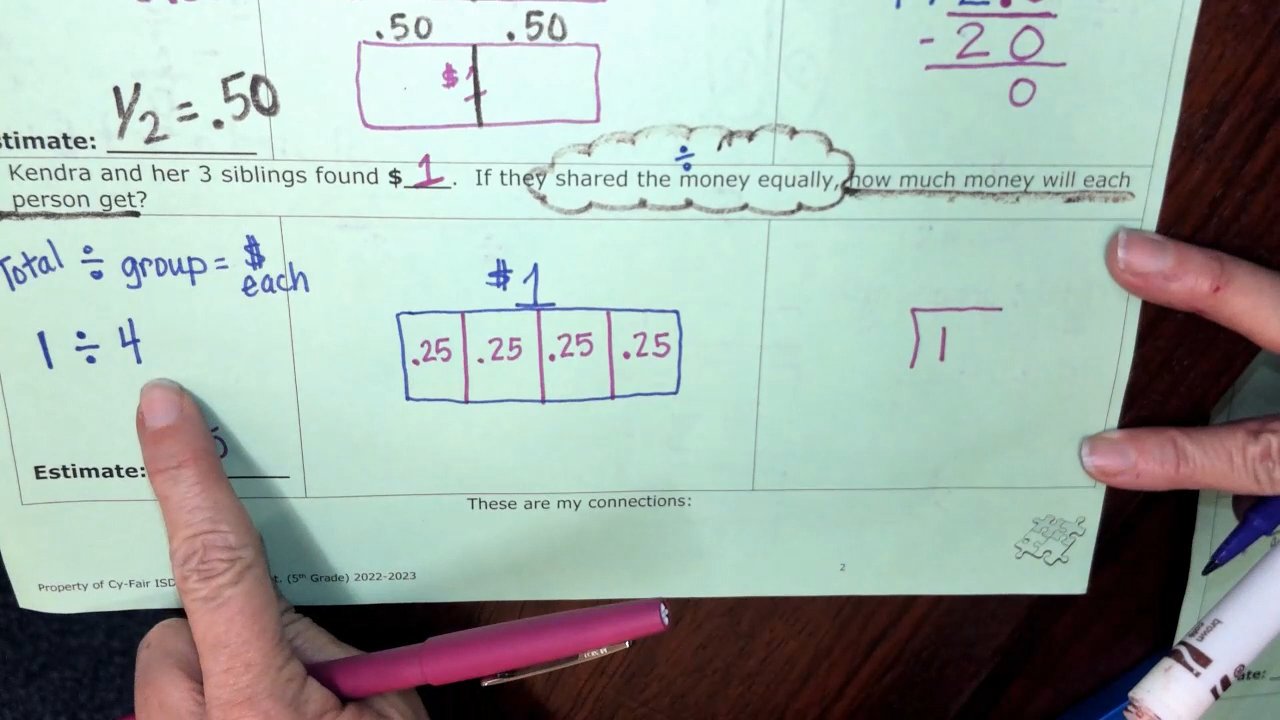 .50 .50
- 20
$ 1
0
1/2 = .50
stimate:
÷
Kendra and her 3 siblings found $ 1. If they shared the money equally, how much money will each
person get?
Total ÷ group = $
each
$1
1 ÷ 4
.25 .25 .25 .25
1
Estimate:
These are my connections:
Property of Cy-Fair ISD t. (5th Grade) 2022-2023
2
brown